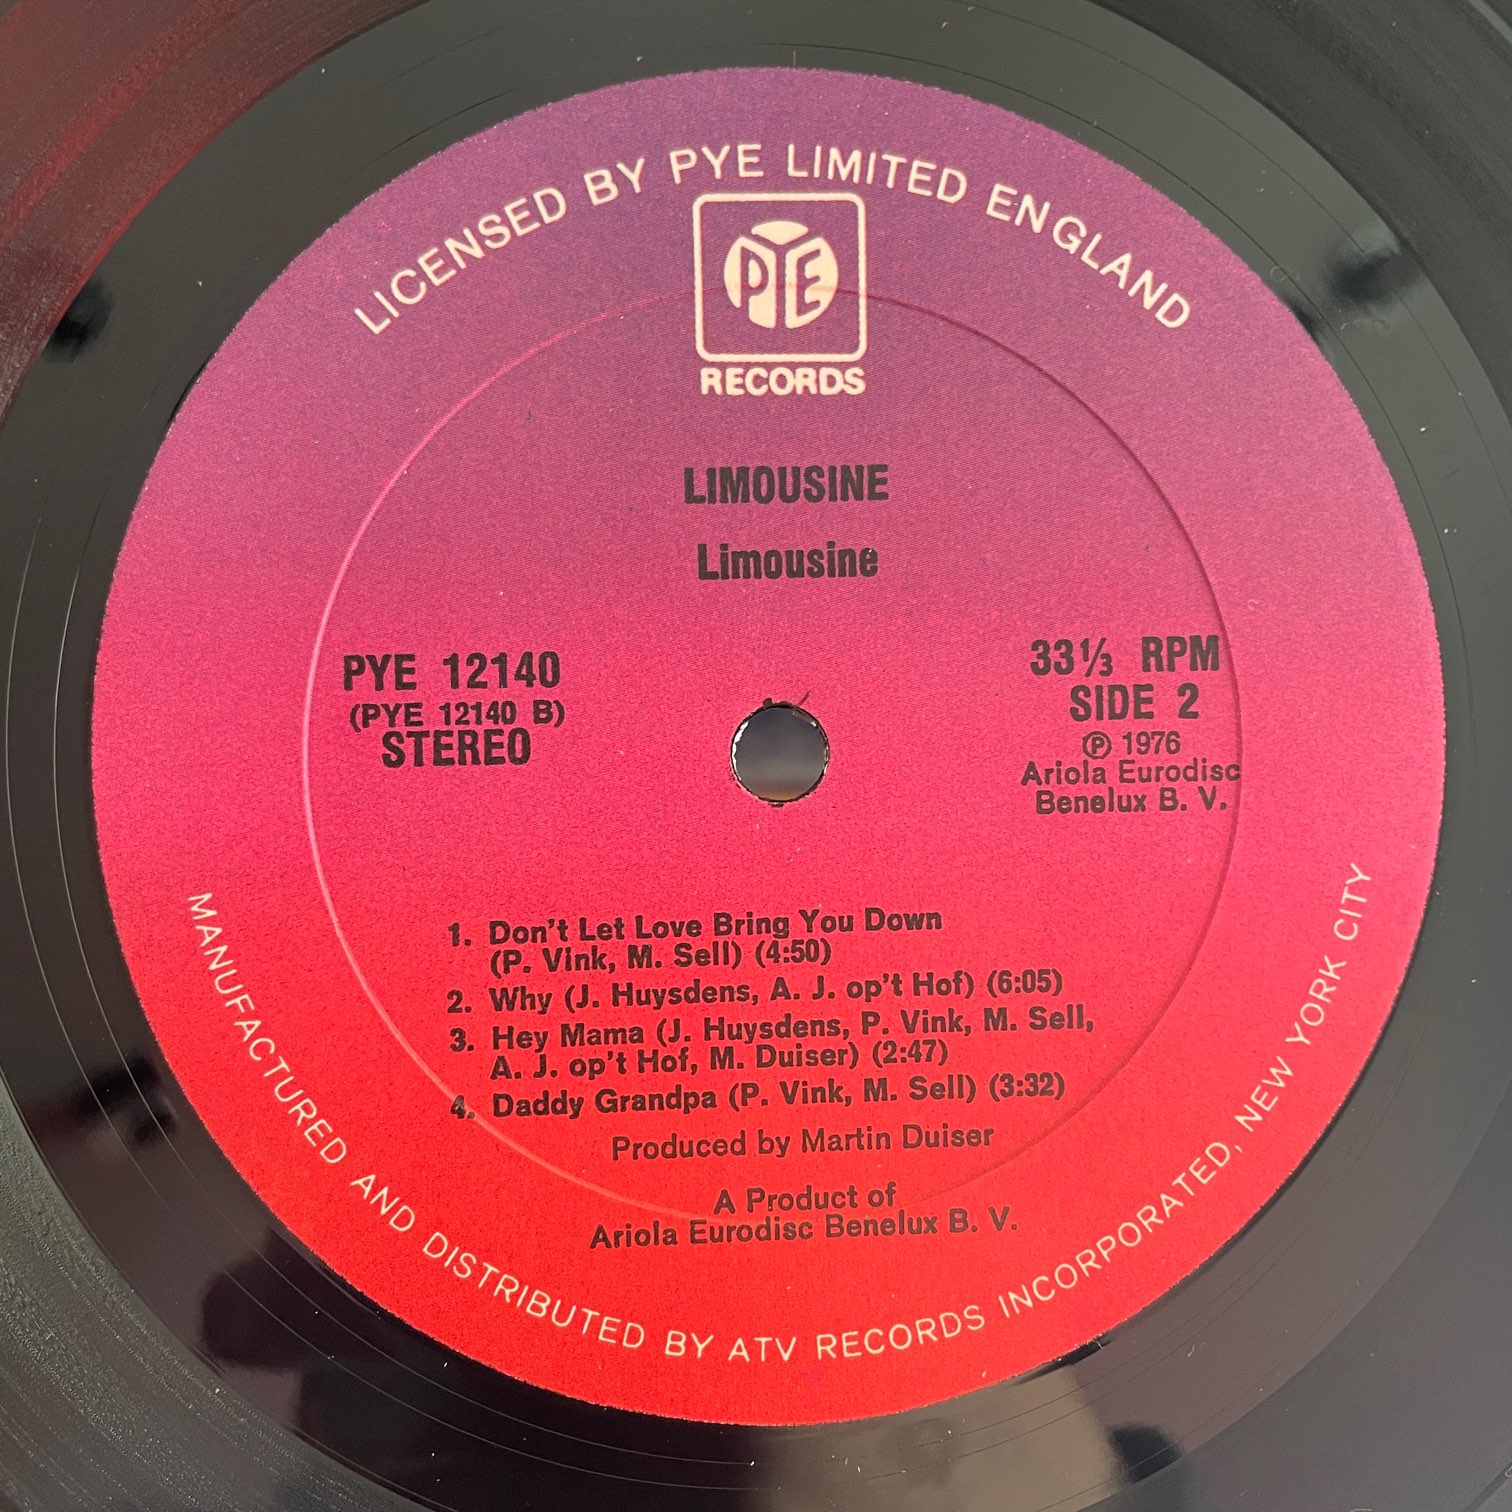 LICENSED BY PYE LIMITED ENGLAND
PYE
RECORDS
LIMOUSINE
Limousine
PYE 12140
(PYE 12140 B)
STEREO
33⅓ RPM
SIDE 2
℗ 1976
Ariola Eurodisc
Benelux B. V.
1. Don't Let Love Bring You Down
(P. Vink, M. Sell) (4:50)
2. Why (J. Huysdens, A. J. op't Hof) (6:05)
3. Hey Mama (J. Huysdens, P. Vink, M. Sell,
A. J. op't Hof, M. Duiser) (2:47)
4. Daddy Grandpa (P. Vink, M. Sell) (3:32)
Produced by Martin Duiser
A Product of
Ariola Eurodisc Benelux B. V.
MANUFACTURED AND DISTRIBUTED BY ATV RECORDS INCORPORATED, NEW YORK CITY